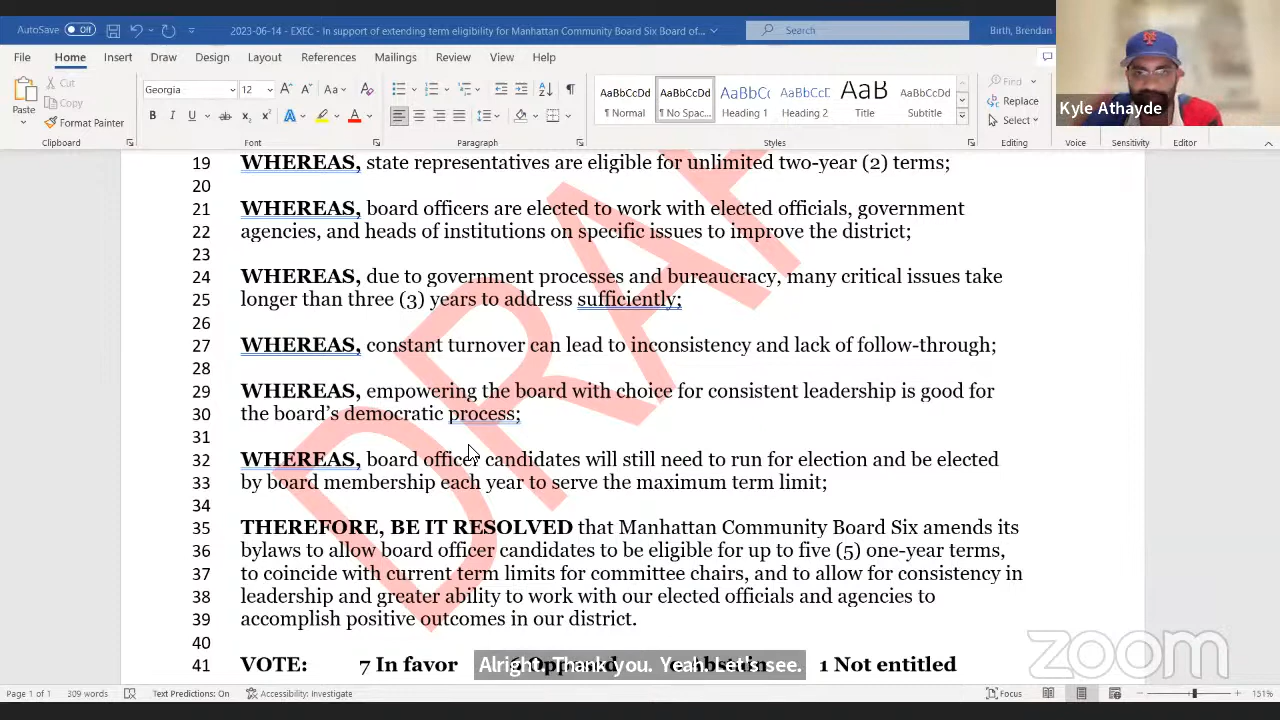 AutoSave Off 2023-06-14 - EXEC - In support of extending term eligibility for Manhattan Community Board Six Board of... Search Birth, Brendan
File Home Insert Draw Design Layout References Mailings Review View Help
Paste Cut Copy Format Painter
Georgia 12 Aa
B I U ab x₂ x² A A
AaBbCcDd ¶ Normal AaBbCcDd ¶ No Spac... AaBbCc Heading 1 AaBbCcC Heading 2 AaB Title AaBbCcDd Subtitle
Find Replace Select
Clipboard Font Paragraph Styles Editing Voice Sensitivity Editor
Kyle Athayde
19 WHEREAS, state representatives are eligible for unlimited two-year (2) terms;
20
21 WHEREAS, board officers are elected to work with elected officials, government
22 agencies, and heads of institutions on specific issues to improve the district;
23
24 WHEREAS, due to government processes and bureaucracy, many critical issues take
25 longer than three (3) years to address sufficiently;
26
27 WHEREAS, constant turnover can lead to inconsistency and lack of follow-through;
28
29 WHEREAS, empowering the board with choice for consistent leadership is good for
30 the board's democratic process;
31
32 WHEREAS, board officer candidates will still need to run for election and be elected
33 by board membership each year to serve the maximum term limit;
34
35 THEREFORE, BE IT RESOLVED that Manhattan Community Board Six amends its
36 bylaws to allow board officer candidates to be eligible for up to five (5) one-year terms,
37 to coincide with current term limits for committee chairs, and to allow for consistency in
38 leadership and greater ability to work with our elected officials and agencies to
39 accomplish positive outcomes in our district.
40
41 VOTE: 7 In favor 1 Not entitled
Alright. Thank you. Yeah. Let's see.
zoom
Page 1 of 1 309 words Text Predictions: On Accessibility: Investigate Focus 151%